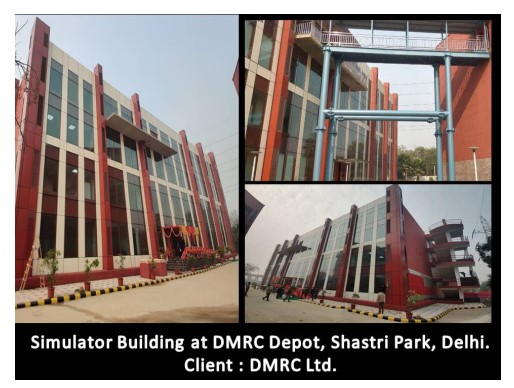 Simulator Building at DMRC Depot, Shastri Park, Delhi.
Client : DMRC Ltd.